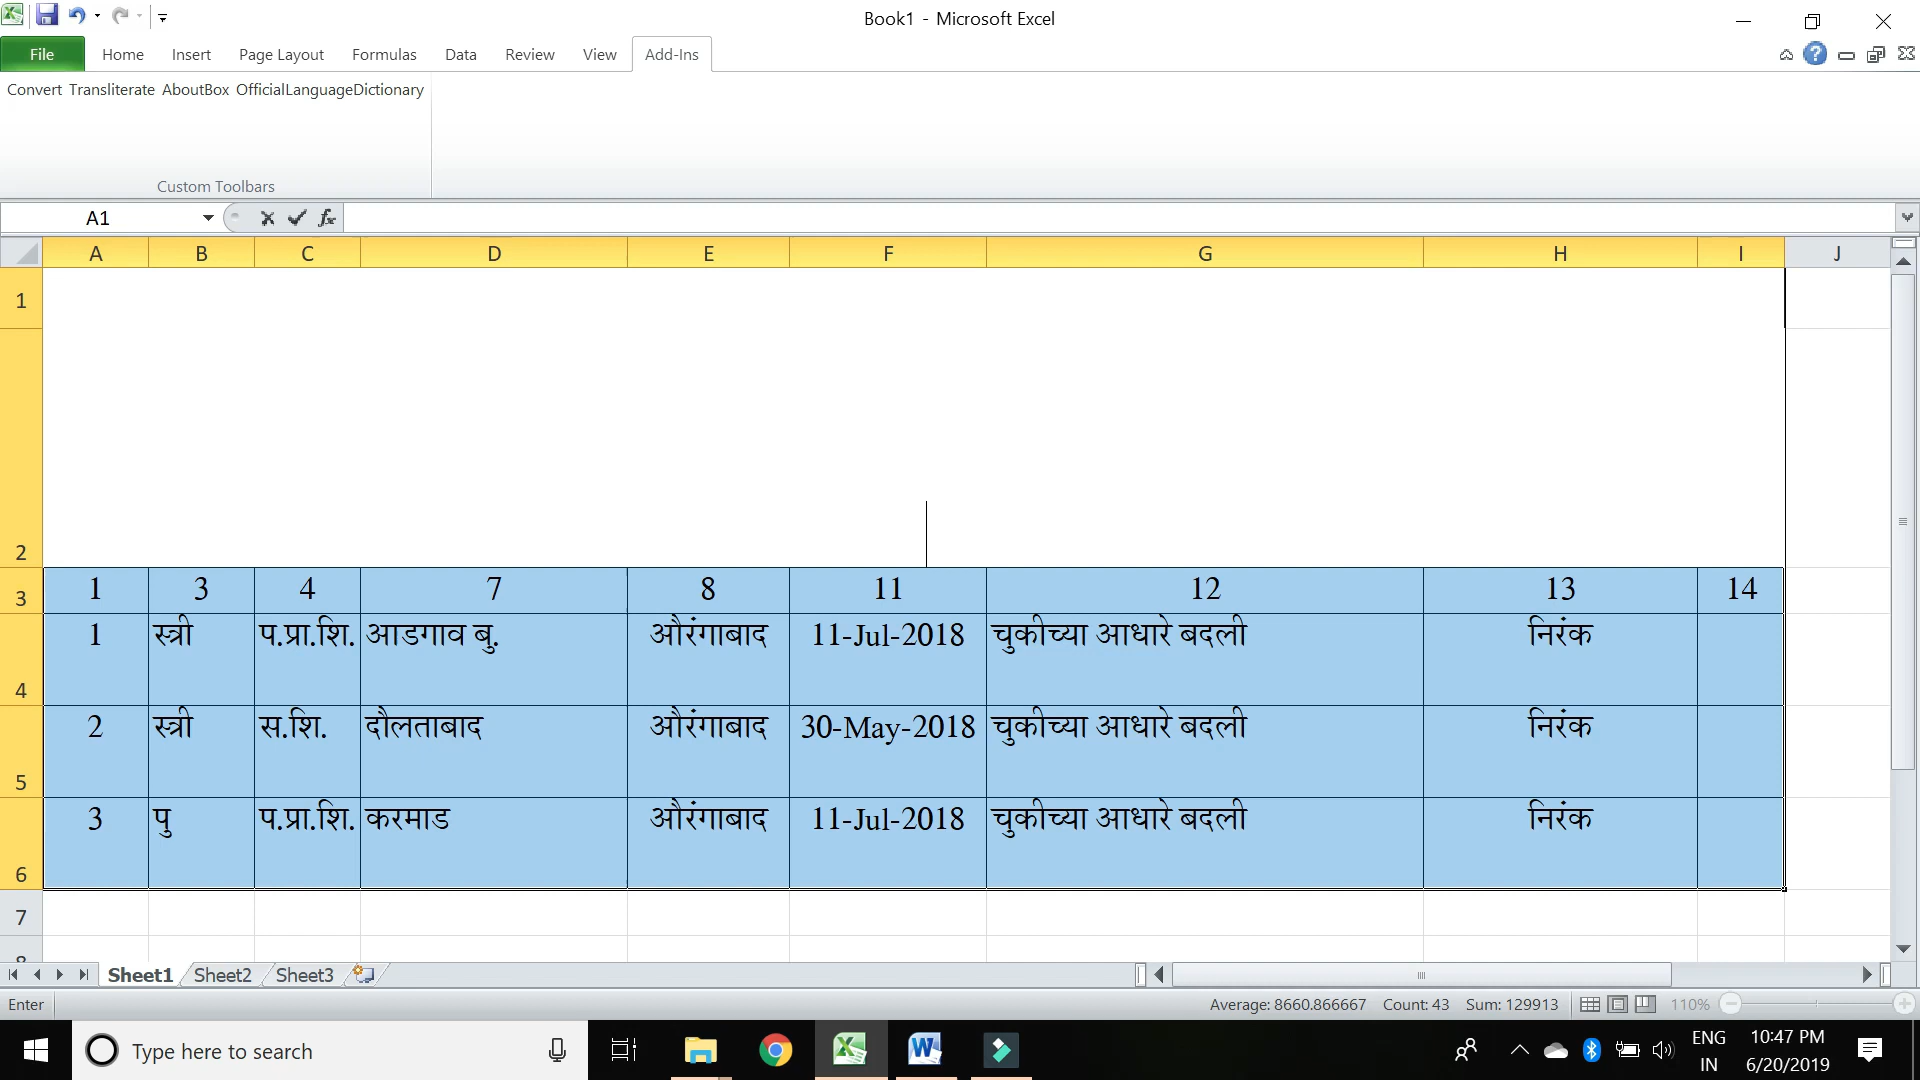 Book1 - Microsoft Excel
File Home Insert Page Layout Formulas Data Review View Add-Ins
Convert Transliterate AboutBox OfficialLanguageDictionary
Custom Toolbars
A1
A B C D E F G H I J
1
2
3 1 3 4 7 8 11 12 13 14
4 1 स्त्री प.प्रा.शि. आडगाव बु. औरंगाबाद 11-Jul-2018 चुकीच्या आधारे बदली निरंक
5 2 स्त्री स.शि. दौलताबाद औरंगाबाद 30-May-2018 चुकीच्या आधारे बदली निरंक
6 3 पु प.प्रा.शि. करमाड औरंगाबाद 11-Jul-2018 चुकीच्या आधारे बदली निरंक
7
8
Sheet1 Sheet2 Sheet3
Enter Average: 8660.866667 Count: 43 Sum: 129913 110%
Type here to search ENG 10:47 PM
IN 6/20/2019